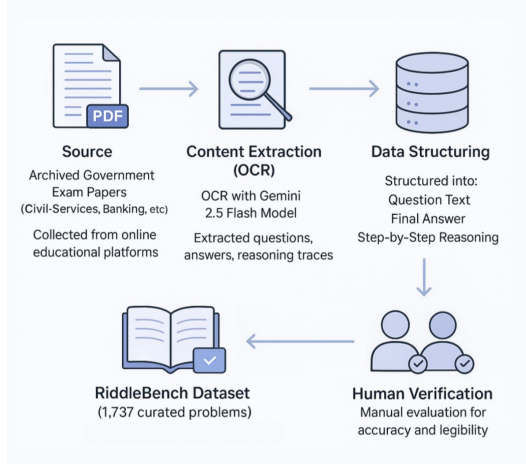 PDF
Source
Archived Government
Exam Papers
(Civil-Services, Banking, etc)
Collected from online
educational platforms
Content Extraction
(OCR)
OCR with Gemini
2.5 Flash Model
Extracted questions,
answers, reasoning traces
Data Structuring
Structured into:
Question Text
Final Answer
Step-by-Step Reasoning
Human Verification
Manual evaluation for
accuracy and legibility
RiddleBench Dataset
(1,737 curated problems)